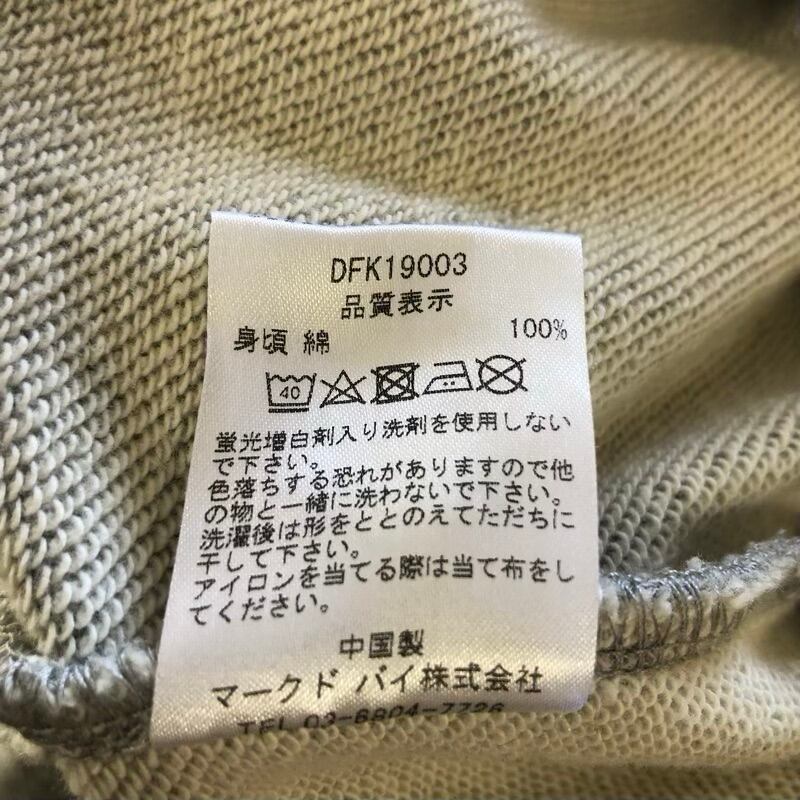 DFK19003
品質表示
身頃 綿 100%
40
蛍光増白剤入り洗剤を使用しない
で下さい。
色落ちする恐れがありますので他
の物と一緒に洗わないで下さい。
洗濯後は形をととのえてただちに
干して下さい。
アイロンを当てる際は当て布をし
てください。
中国製
マークド バイ株式会社
TEL 03-6804-7726